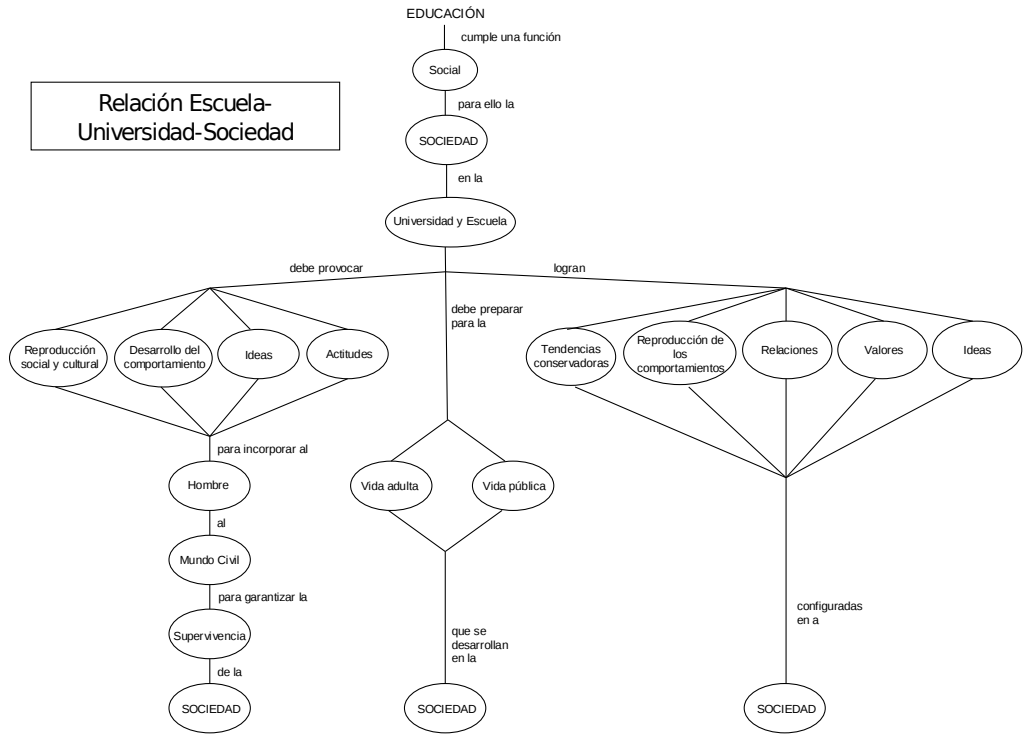 EDUCACIÓN
cumple una función
Social
Relación Escuela-
Universidad-Sociedad
para ello la
SOCIEDAD
en la
Universidad y Escuela
debe provocar
logran
debe preparar
para la
Reproducción
social y cultural
Desarrollo del
comportamiento
Ideas
Actitudes
Tendencias
conservadoras
Reproducción de
los
comportamientos
Relaciones
Valores
Ideas
para incorporar al
Hombre
al
Mundo Civil
para garantizar la
Supervivencia
de la
SOCIEDAD
Vida adulta
Vida pública
que se
desarrollan
en la
SOCIEDAD
configuradas
en a
SOCIEDAD